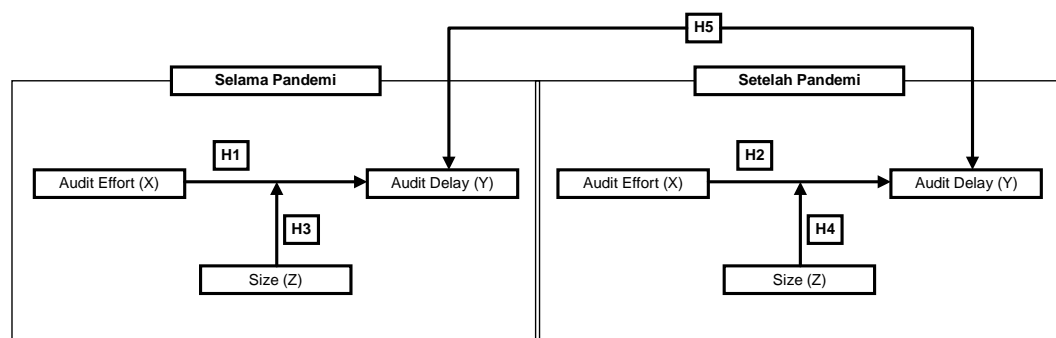 H5
Selama Pandemi
Setelah Pandemi
H1
Audit Effort (X)
Audit Delay (Y)
H3
Size (Z)
H2
Audit Effort (X)
Audit Delay (Y)
H4
Size (Z)